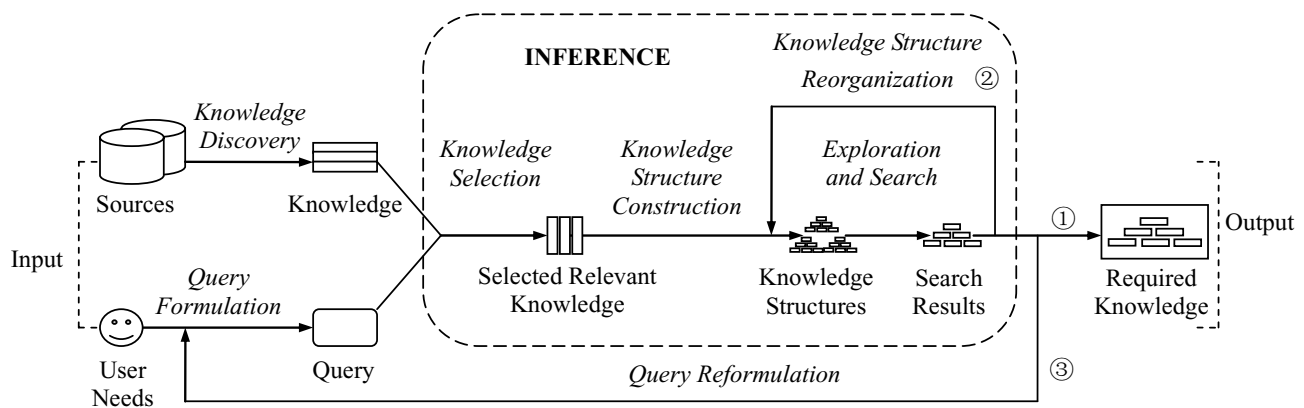 Knowledge Structure
INFERENCE
Reorganization ②
Knowledge
Discovery
Knowledge
Selection
Knowledge
Structure
Construction
Exploration
and Search
Sources
Knowledge
①
Output
Input
Query
Formulation
Selected Relevant
Knowledge
Knowledge
Structures
Search
Results
Required
Knowledge
User
Needs
Query
Query Reformulation
③